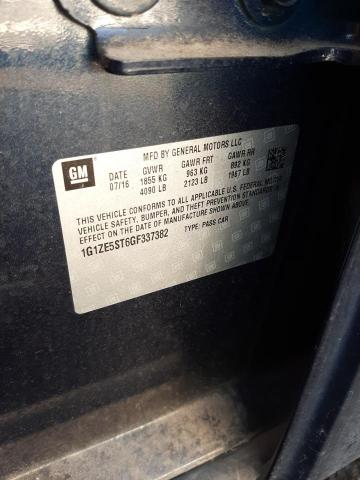 GM
MFD BY GENERAL MOTORS LLC
DATE GVWR GAWR FRT GAWR RR
07/16 1855 KG 963 KG 892 KG
4090 LB 2123 LB 1967 LB
THIS VEHICLE CONFORMS TO ALL APPLICABLE U.S. FEDERAL MOTOR
VEHICLE SAFETY, BUMPER, AND THEFT PREVENTION STANDARDS IN
EFFECT ON THE DATE OF MANUFACTURE SHOWN ABOVE.
1G1ZE5ST6GF337382 TYPE: PASS CAR